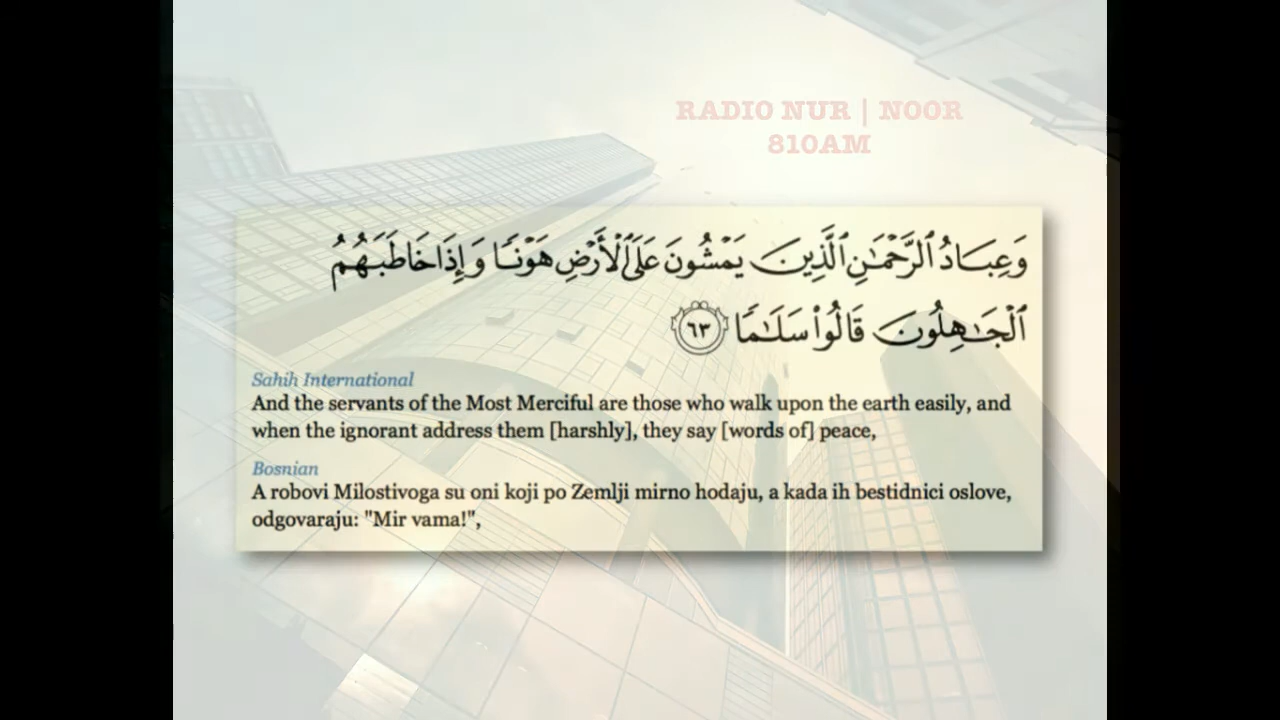 RADIO NUR | NOOR
810AM
وَعِبَادُ ٱلرَّحْمَـٰنِ ٱلَّذِينَ يَمْشُونَ عَلَى ٱلْأَرْضِ هَوْنًا وَإِذَا خَاطَبَهُمُ
ٱلْجَـٰهِلُونَ قَالُوا۟ سَلَـٰمًا ٦٣
Sahih International
And the servants of the Most Merciful are those who walk upon the earth easily, and
when the ignorant address them [harshly], they say [words of] peace,
Bosnian
A robovi Milostivoga su oni koji po Zemlji mirno hodaju, a kada ih bestidnici oslove,
odgovaraju: "Mir vama!",